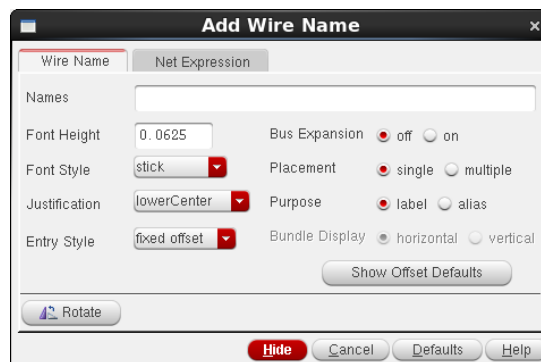 Add Wire Name
Wire Name Net Expression
Names
Font Height 0.0625 Bus Expansion off on
Font Style stick Placement single multiple
Justification lowerCenter Purpose label alias
Entry Style fixed offset Bundle Display horizontal vertical
Show Offset Defaults
Rotate
Hide Cancel Defaults Help